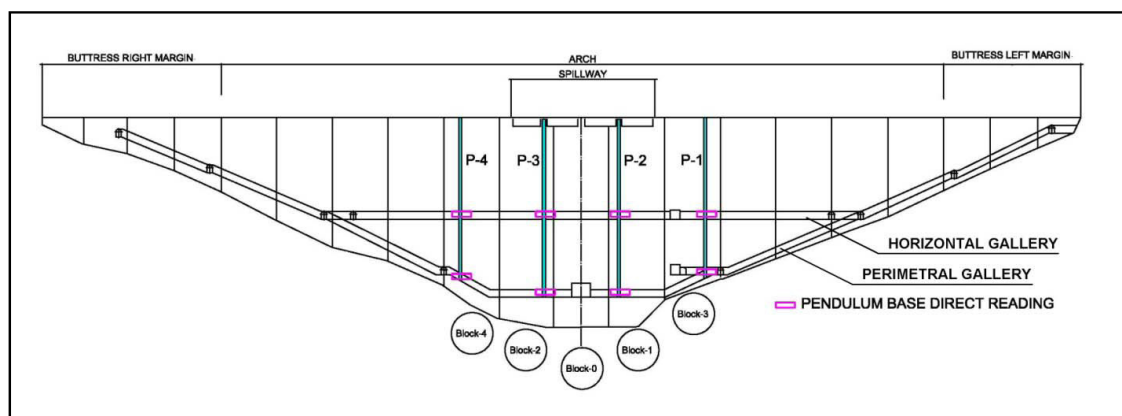 BUTTRESS RIGHT MARGIN
ARCH
BUTTRESS LEFT MARGIN
SPILLWAY
P-4
P-3
P-2
P-1
HORIZONTAL GALLERY
PERIMETRAL GALLERY
PENDULUM BASE DIRECT READING
Block-4
Block-2
Block-0
Block-1
Block-3